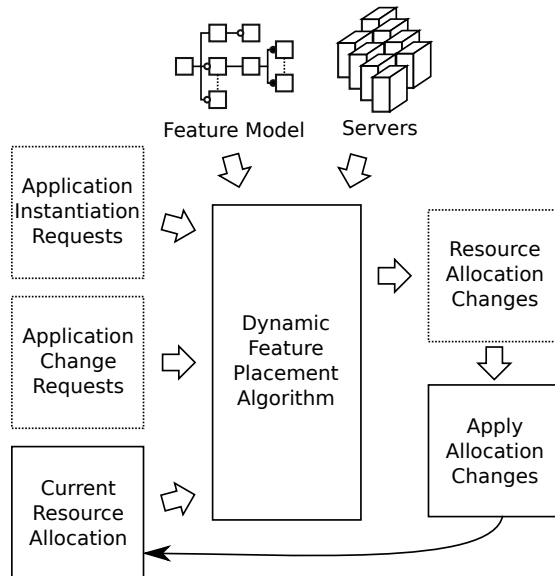 Feature Model
Servers
Application
Instantiation
Requests
Application
Change
Requests
Current
Resource
Allocation
Dynamic
Feature
Placement
Algorithm
Resource
Allocation
Changes
Apply
Allocation
Changes